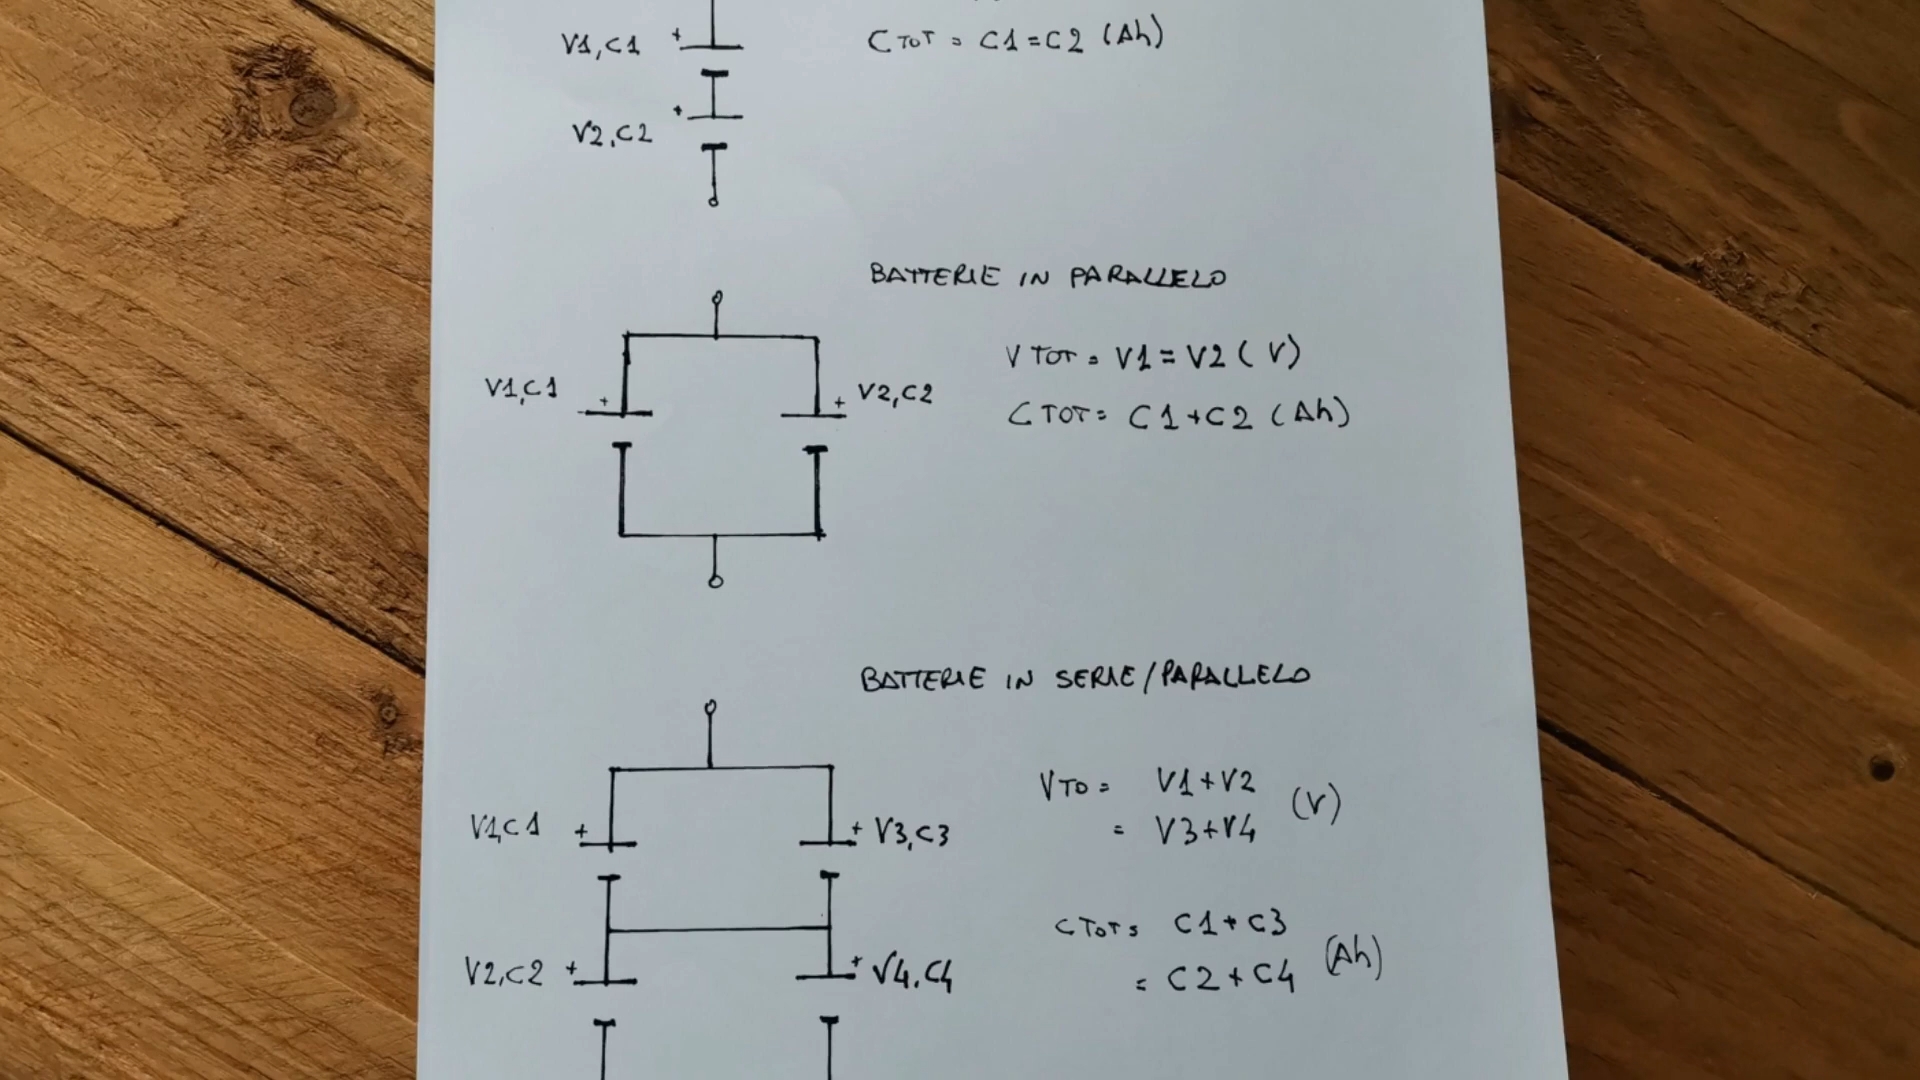 V1,C1 +
CTOT = C1=C2 (Ah)
+
V2,C2
BATTERIE IN PARALLELO
V1,C1 +
+ V2,C2
VTOT = V1=V2 (V)
CTOT= C1+C2 (Ah)
BATTERIE IN SERIE/PARALLELO
V1,C1 +
+ V3,C3
V2,C2 +
+ V4,C4
VTO = V1+V2
= V3+V4 (V)
CTOT= C1+C3
= C2+C4 (Ah)